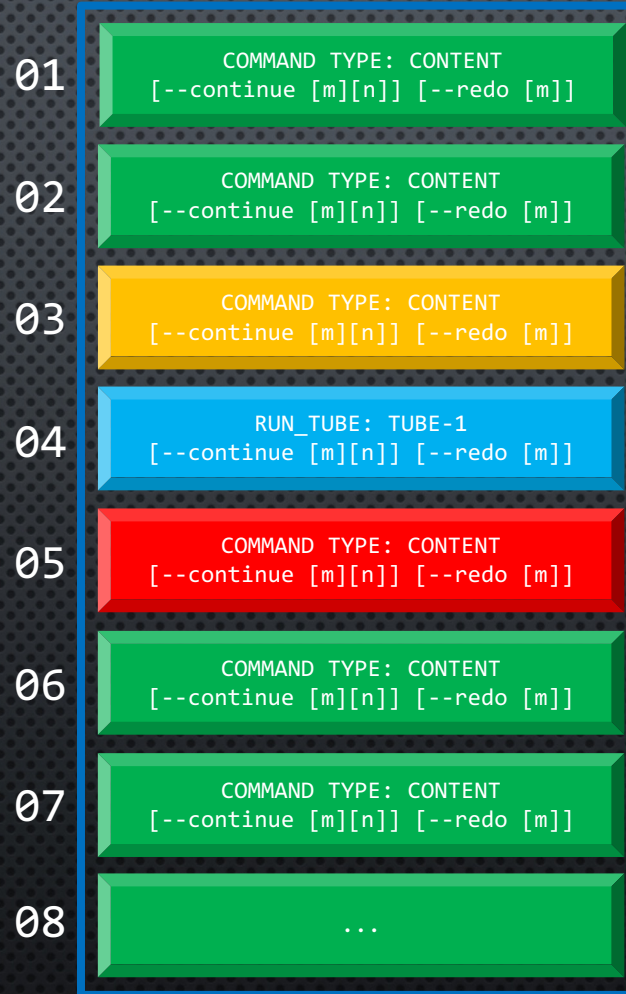 01
COMMAND TYPE: CONTENT
[--continue [m][n]] [--redo [m]]
02
COMMAND TYPE: CONTENT
[--continue [m][n]] [--redo [m]]
03
COMMAND TYPE: CONTENT
[--continue [m][n]] [--redo [m]]
04
RUN_TUBE: TUBE-1
[--continue [m][n]] [--redo [m]]
05
COMMAND TYPE: CONTENT
[--continue [m][n]] [--redo [m]]
06
COMMAND TYPE: CONTENT
[--continue [m][n]] [--redo [m]]
07
COMMAND TYPE: CONTENT
[--continue [m][n]] [--redo [m]]
08
...